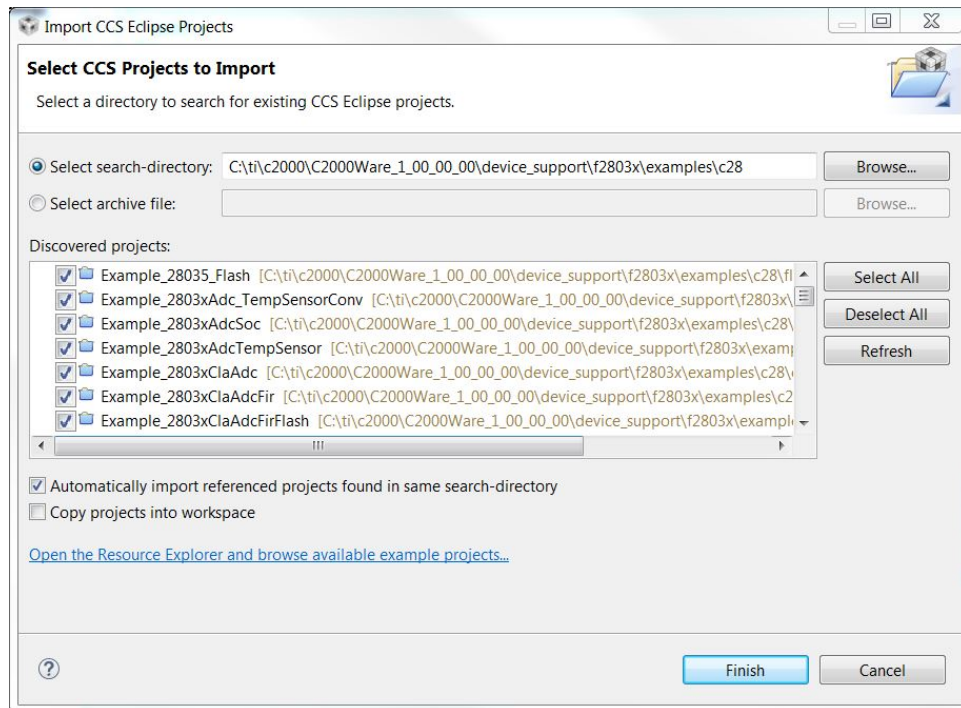 Import CCS Eclipse Projects
Select CCS Projects to Import
Select a directory to search for existing CCS Eclipse projects.
Select search-directory: C:\ti\c2000\C2000Ware_1_00_00_00\device_support\f2803x\examples\c28 Browse...
Select archive file: Browse...
Discovered projects:
Example_28035_Flash [C:\ti\c2000\C2000Ware_1_00_00_00\device_support\f2803x\examples\c28\fl Select All
Example_2803xAdc_TempSensorConv [C:\ti\c2000\C2000Ware_1_00_00_00\device_support\f2803x\
Example_2803xAdcSoc [C:\ti\c2000\C2000Ware_1_00_00_00\device_support\f2803x\examples\c28\ Deselect All
Example_2803xAdcTempSensor [C:\ti\c2000\C2000Ware_1_00_00_00\device_support\f2803x\examp Refresh
Example_2803xClaAdc [C:\ti\c2000\C2000Ware_1_00_00_00\device_support\f2803x\examples\c28\
Example_2803xClaAdcFir [C:\ti\c2000\C2000Ware_1_00_00_00\device_support\f2803x\examples\c2
Example_2803xClaAdcFirFlash [C:\ti\c2000\C2000Ware_1_00_00_00\device_support\f2803x\example
Automatically import referenced projects found in same search-directory
Copy projects into workspace
Open the Resource Explorer and browse available example projects...
? Finish Cancel